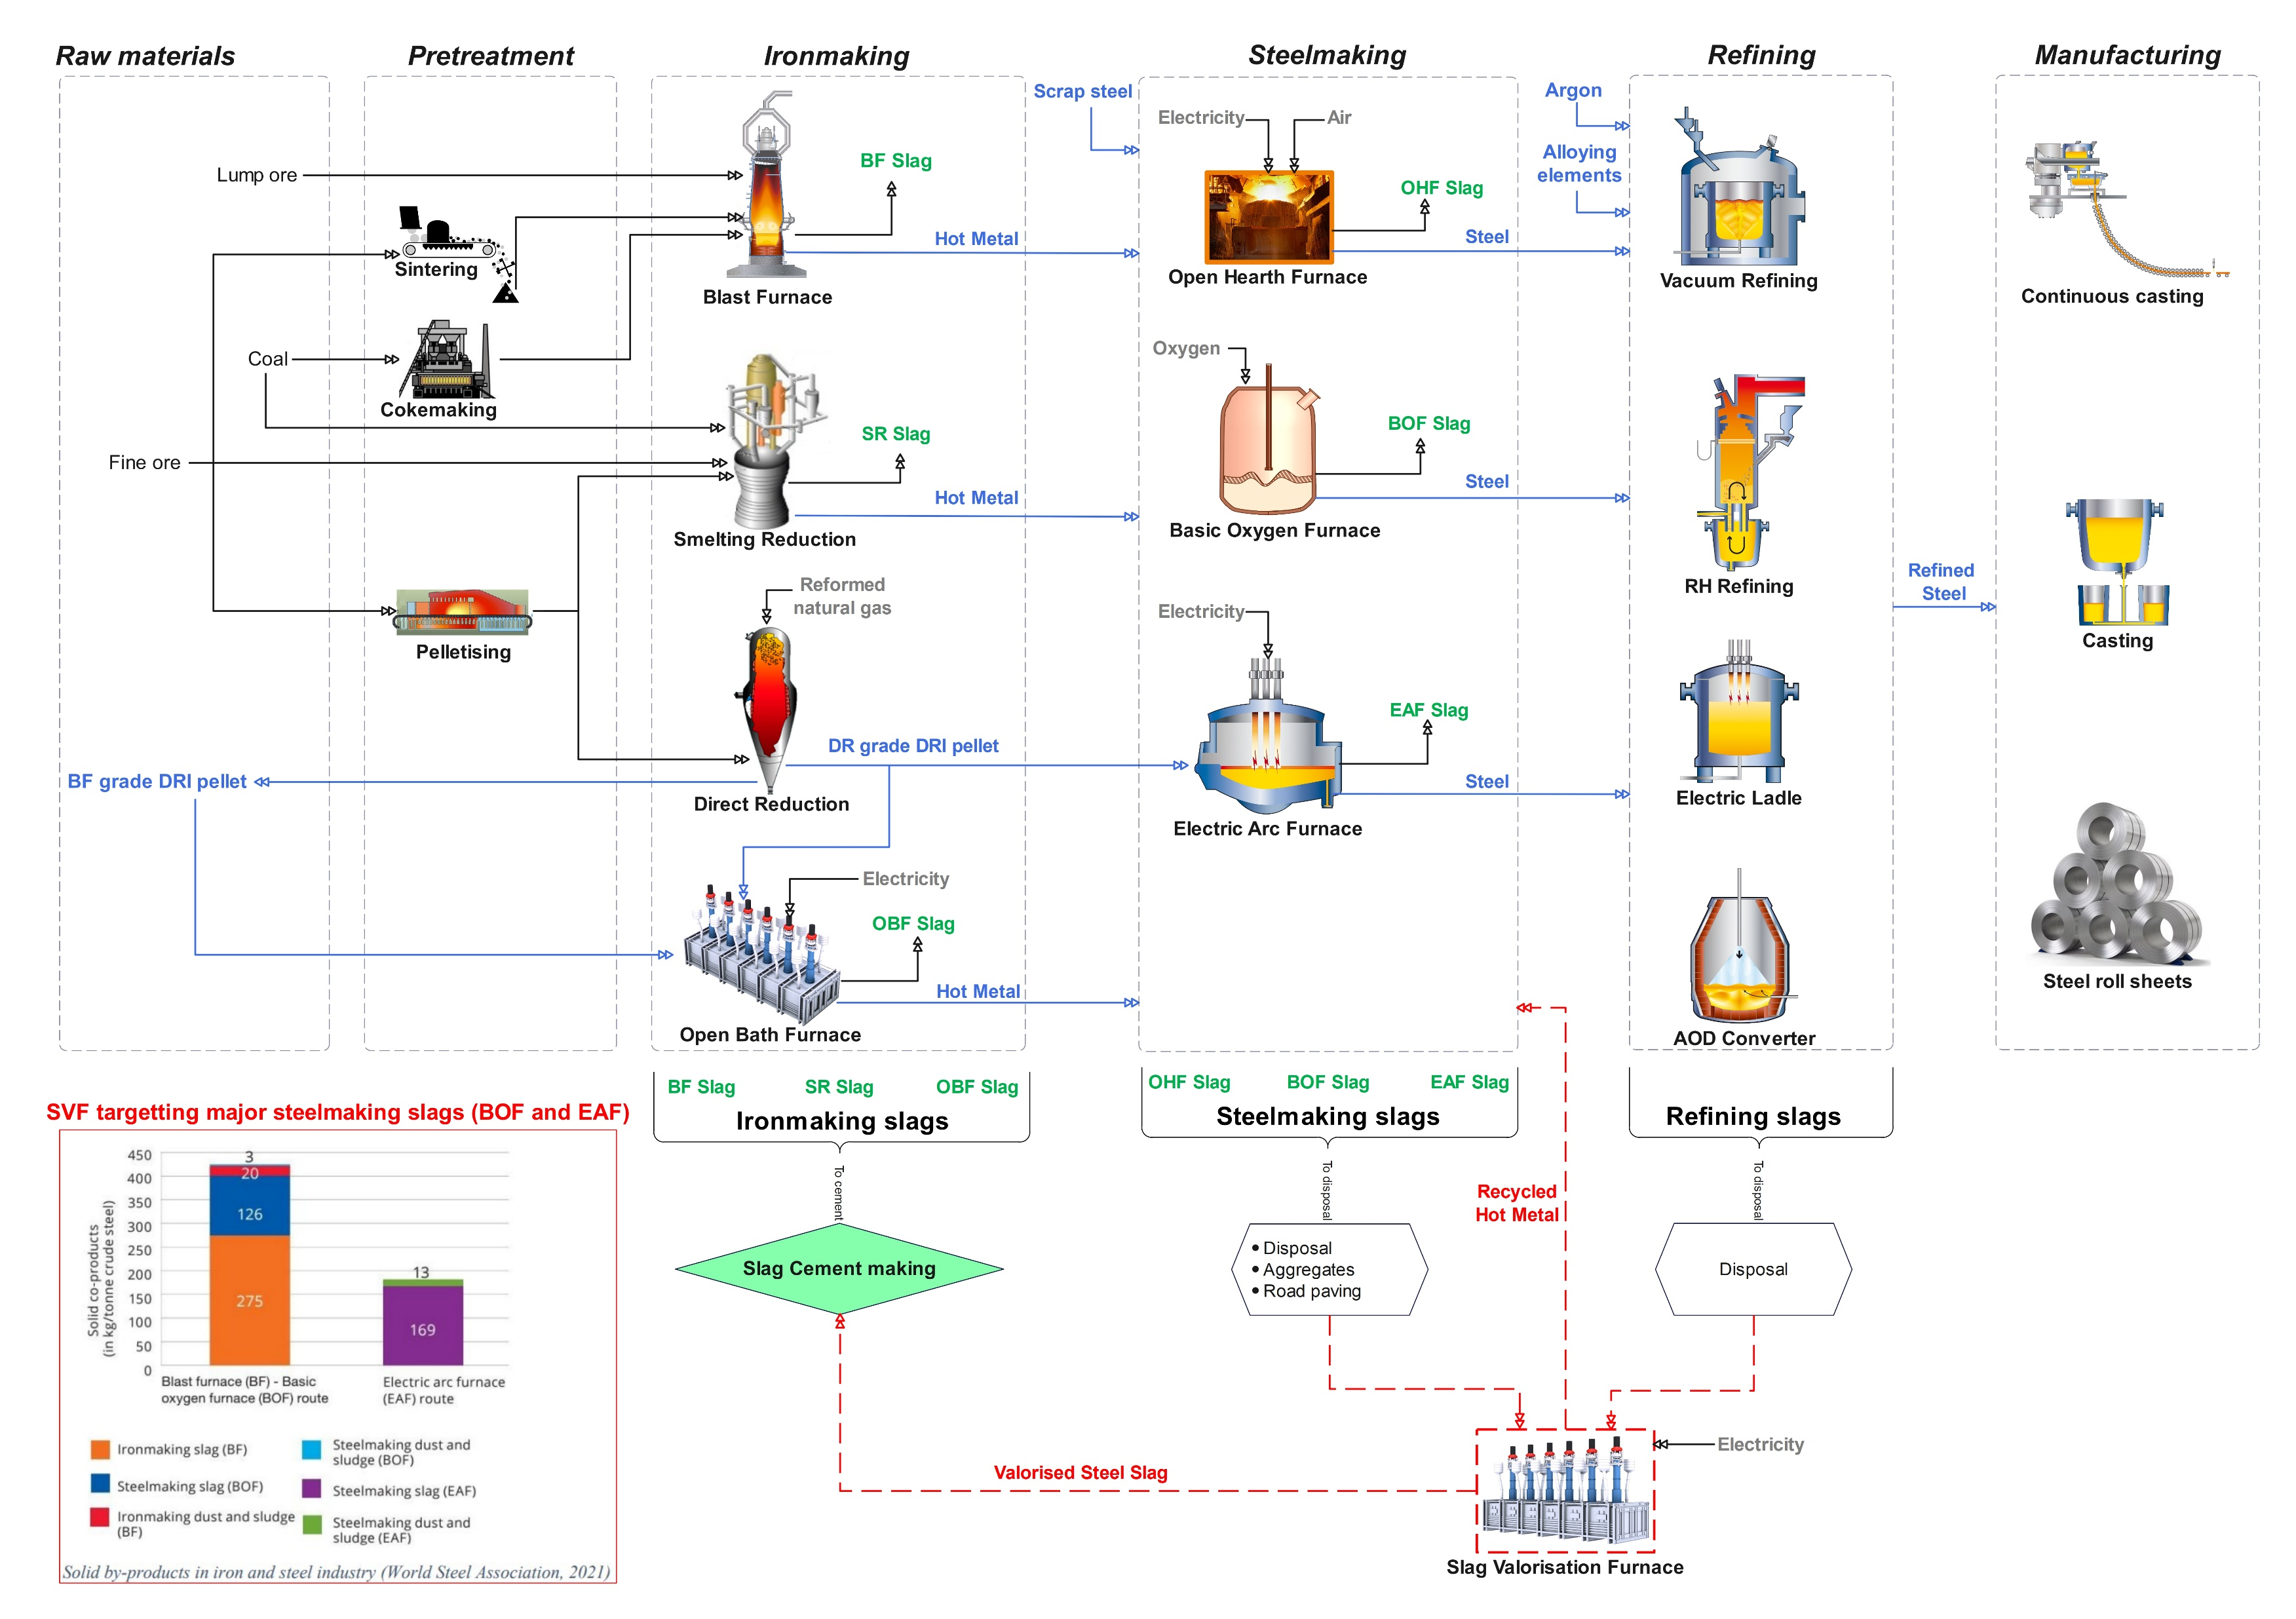 Raw materials
Pretreatment
Ironmaking
Steelmaking
Refining
Manufacturing
Lump ore
Coal
Fine ore
BF grade DRI pellet
Sintering
Cokemaking
Pelletising
BF Slag
Hot Metal
Blast Furnace
SR Slag
Hot Metal
Smelting Reduction
Reformed
natural gas
DR grade DRI pellet
Direct Reduction
Electricity
OBF Slag
Hot Metal
Open Bath Furnace
Scrap steel
Electricity
Air
OHF Slag
Steel
Open Hearth Furnace
Oxygen
BOF Slag
Steel
Basic Oxygen Furnace
Electricity
EAF Slag
Steel
Electric Arc Furnace
Argon
Alloying
elements
Vacuum Refining
RH Refining
Electric Ladle
AOD Converter
Refined
Steel
Continuous casting
Casting
Steel roll sheets
BF Slag
SR Slag
OBF Slag
Ironmaking slags
OHF Slag
BOF Slag
EAF Slag
Steelmaking slags
Refining slags
To cement
To disposal
To disposal
Slag Cement making
• Disposal
• Aggregates
• Road paving
Recycled
Hot Metal
Disposal
Valorised Steel Slag
Electricity
Slag Valorisation Furnace
SVF targetting major steelmaking slags (BOF and EAF)
Solid co-products
(in kg/tonne crude steel)
450
400
350
300
250
200
150
100
50
0
3
20
126
275
13
169
Blast furnace (BF) - Basic
oxygen furnace (BOF) route
Electric arc furnace
(EAF) route
Ironmaking slag (BF)
Steelmaking slag (BOF)
Ironmaking dust and sludge
(BF)
Steelmaking dust and
sludge (BOF)
Steelmaking slag (EAF)
Steelmaking dust and
sludge (EAF)
Solid by-products in iron and steel industry (World Steel Association, 2021)